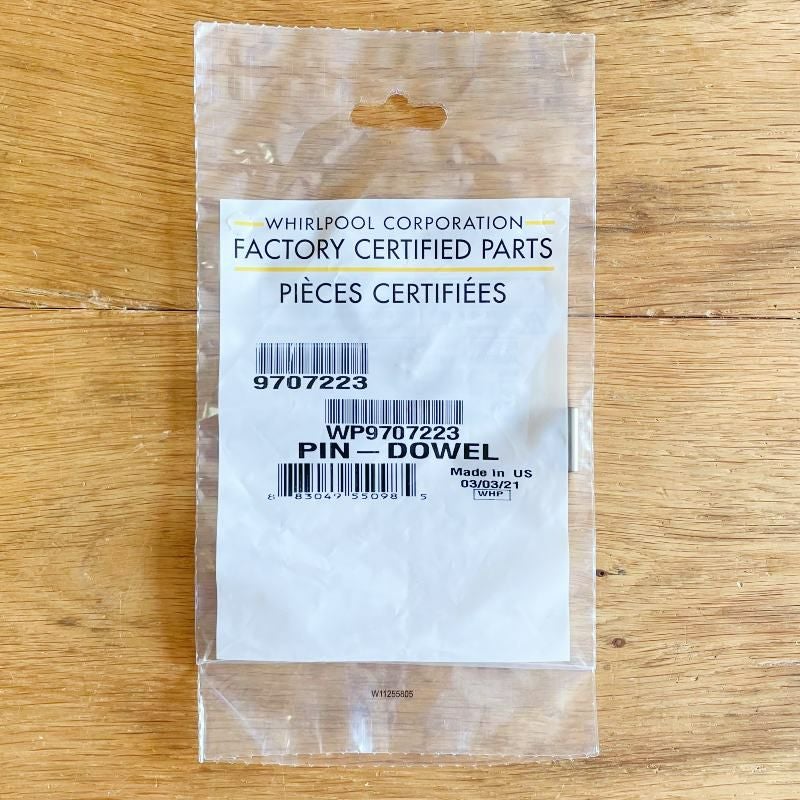 WHIRLPOOL CORPORATION
FACTORY CERTIFIED PARTS
PIÈCES CERTIFIÉES
9707223
WP9707223
PIN — DOWEL
Made in US
03/03/21
WHP
8 83049 55098 5
W11255805